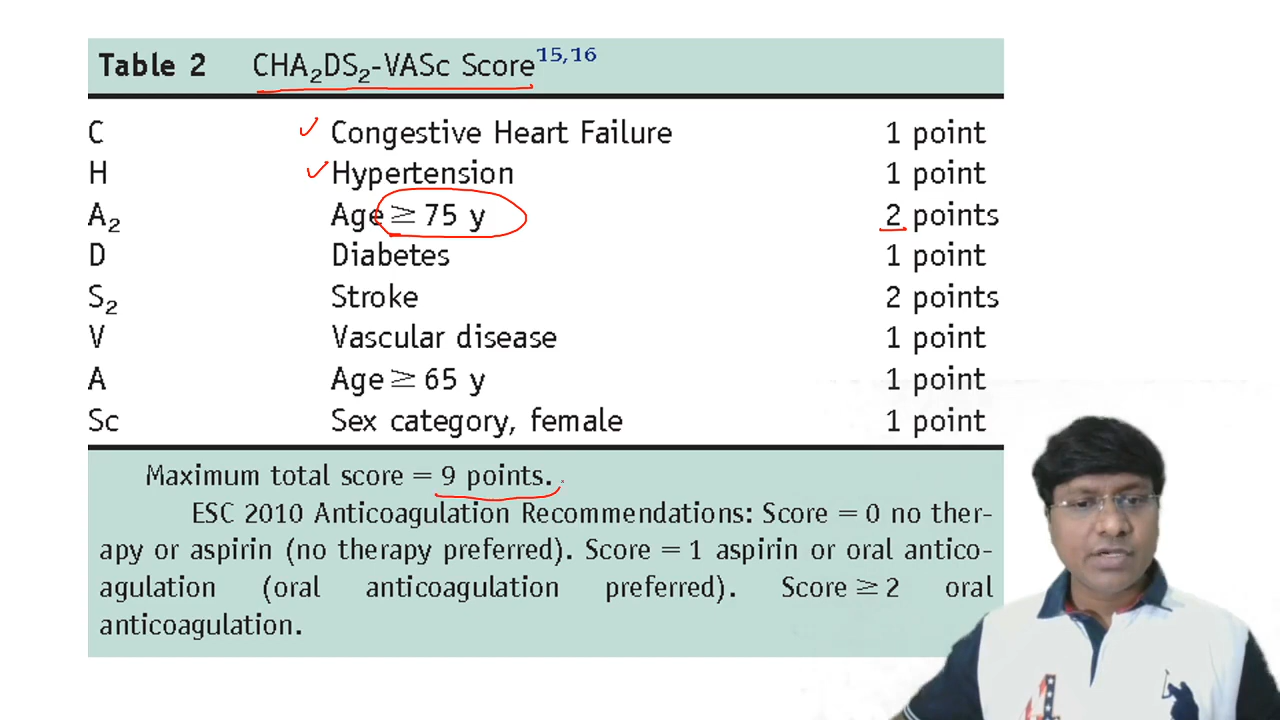 Table 2 CHA₂DS₂-VASc Score15,16
C Congestive Heart Failure 1 point
H Hypertension 1 point
A₂ Age ≥ 75 y 2 points
D Diabetes 1 point
S₂ Stroke 2 points
V Vascular disease 1 point
A Age ≥ 65 y 1 point
Sc Sex category, female 1 point
Maximum total score = 9 points.
ESC 2010 Anticoagulation Recommendations: Score = 0 no ther-
apy or aspirin (no therapy preferred). Score = 1 aspirin or oral antico-
agulation (oral anticoagulation preferred). Score ≥ 2 oral
anticoagulation.